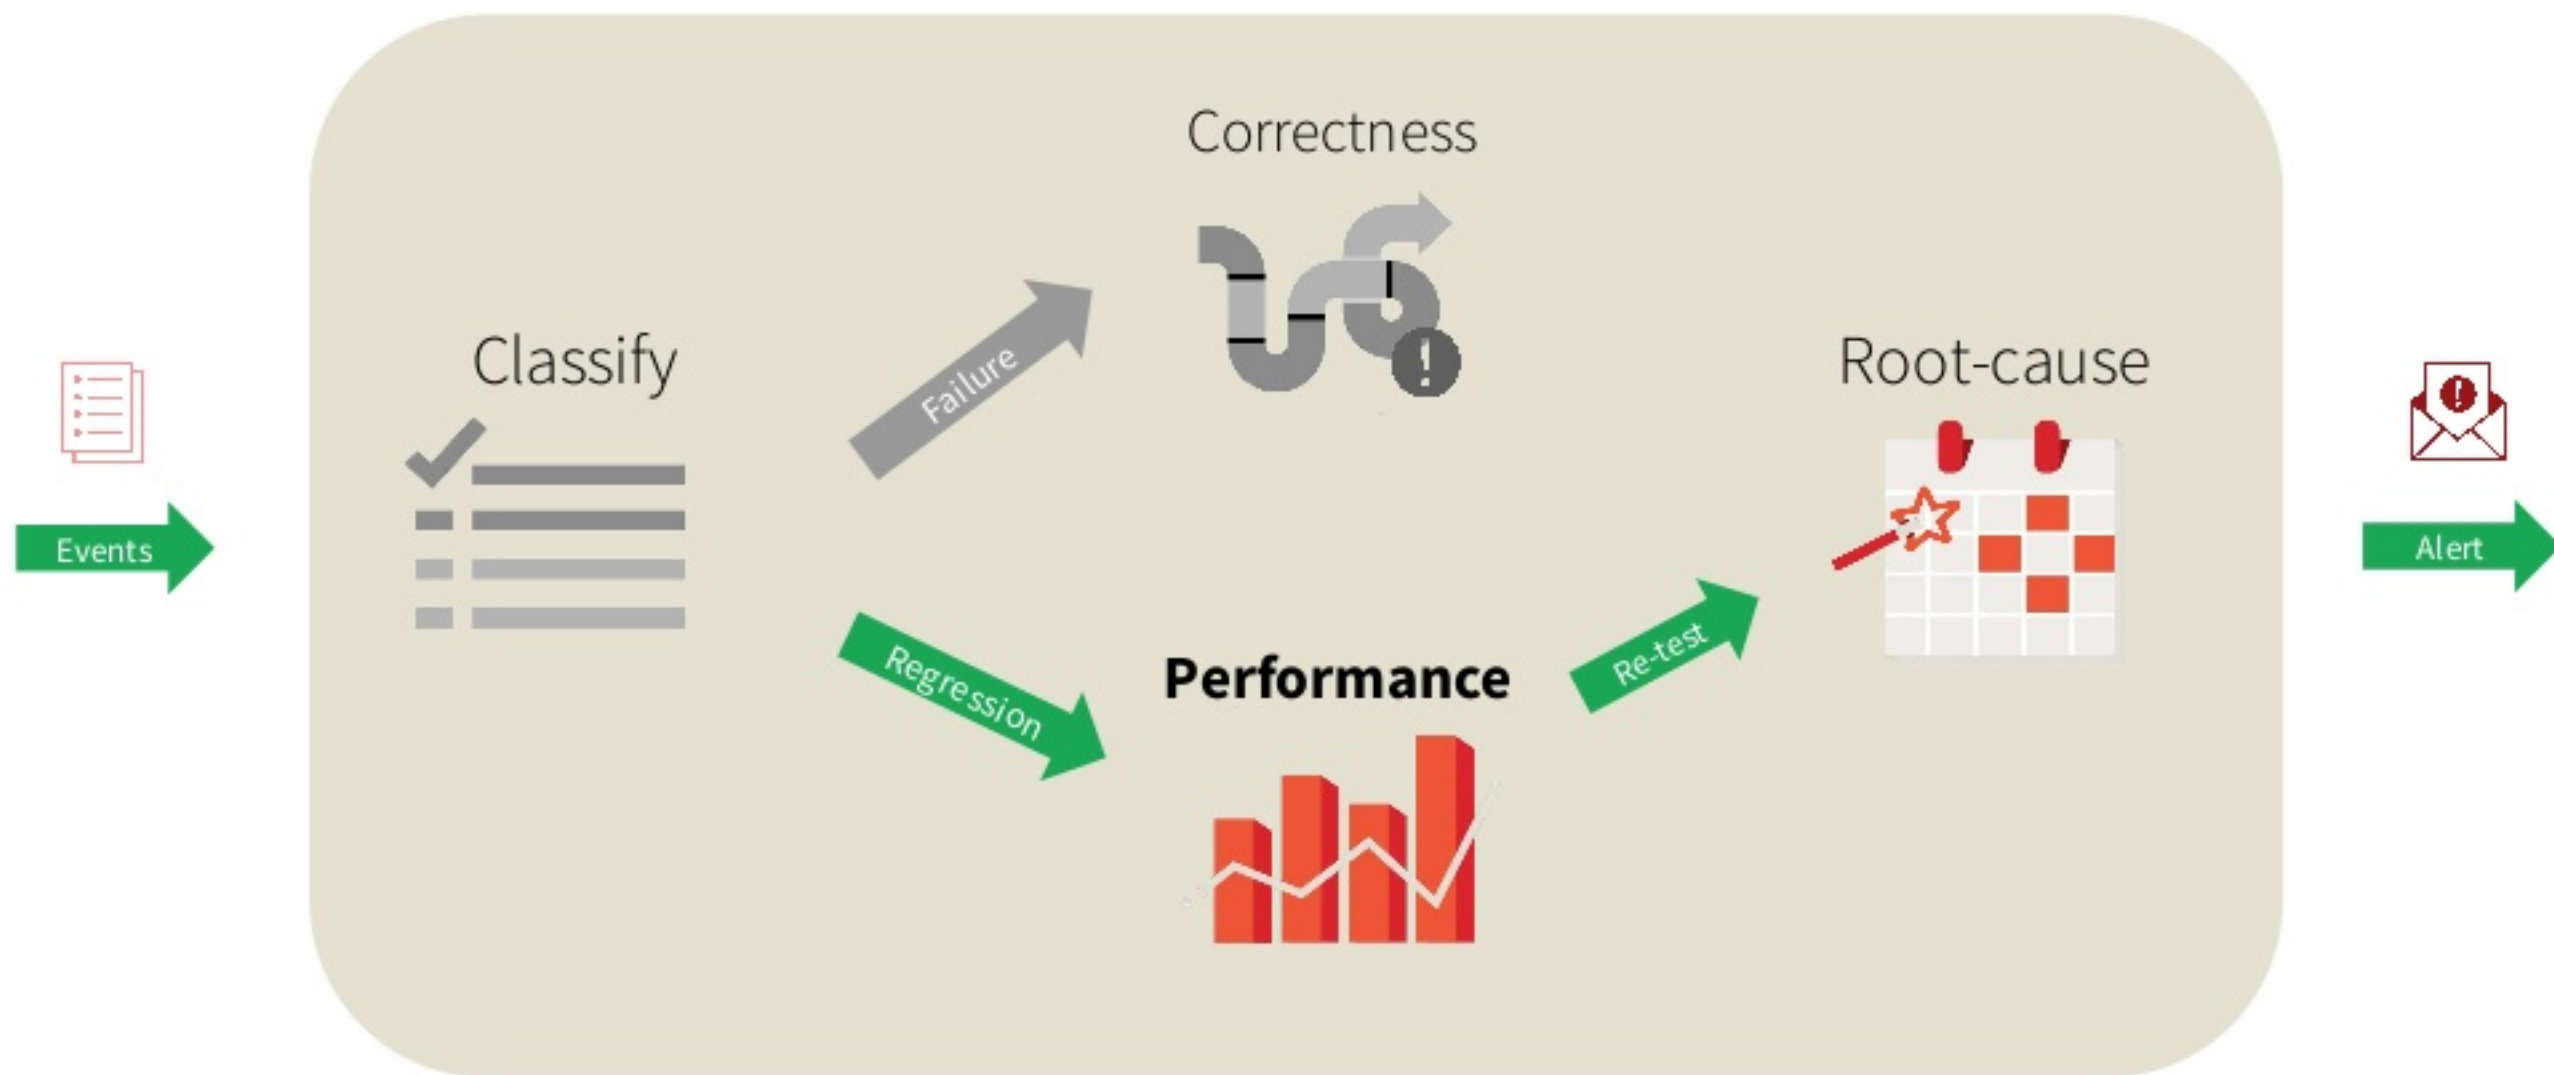 Events
Classify
Failure
Correctness
Regression
Performance
Re-test
Root-cause
Alert